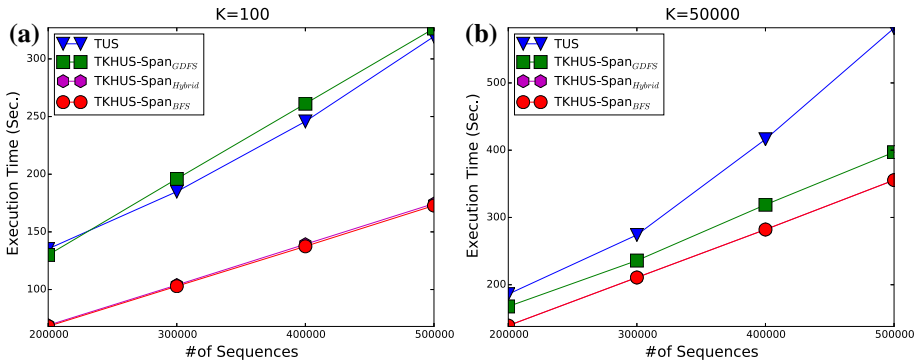 (a)
K=100
TUS
TKHUS-Span_GDFS
TKHUS-Span_Hybrid
TKHUS-Span_BFS
Execution Time (Sec.)
300
250
200
150
100
200000 300000 400000 500000
#of Sequences
(b)
K=50000
TUS
TKHUS-Span_GDFS
TKHUS-Span_Hybrid
TKHUS-Span_BFS
Execution Time (Sec.)
500
400
300
200
200000 300000 400000 500000
#of Sequences